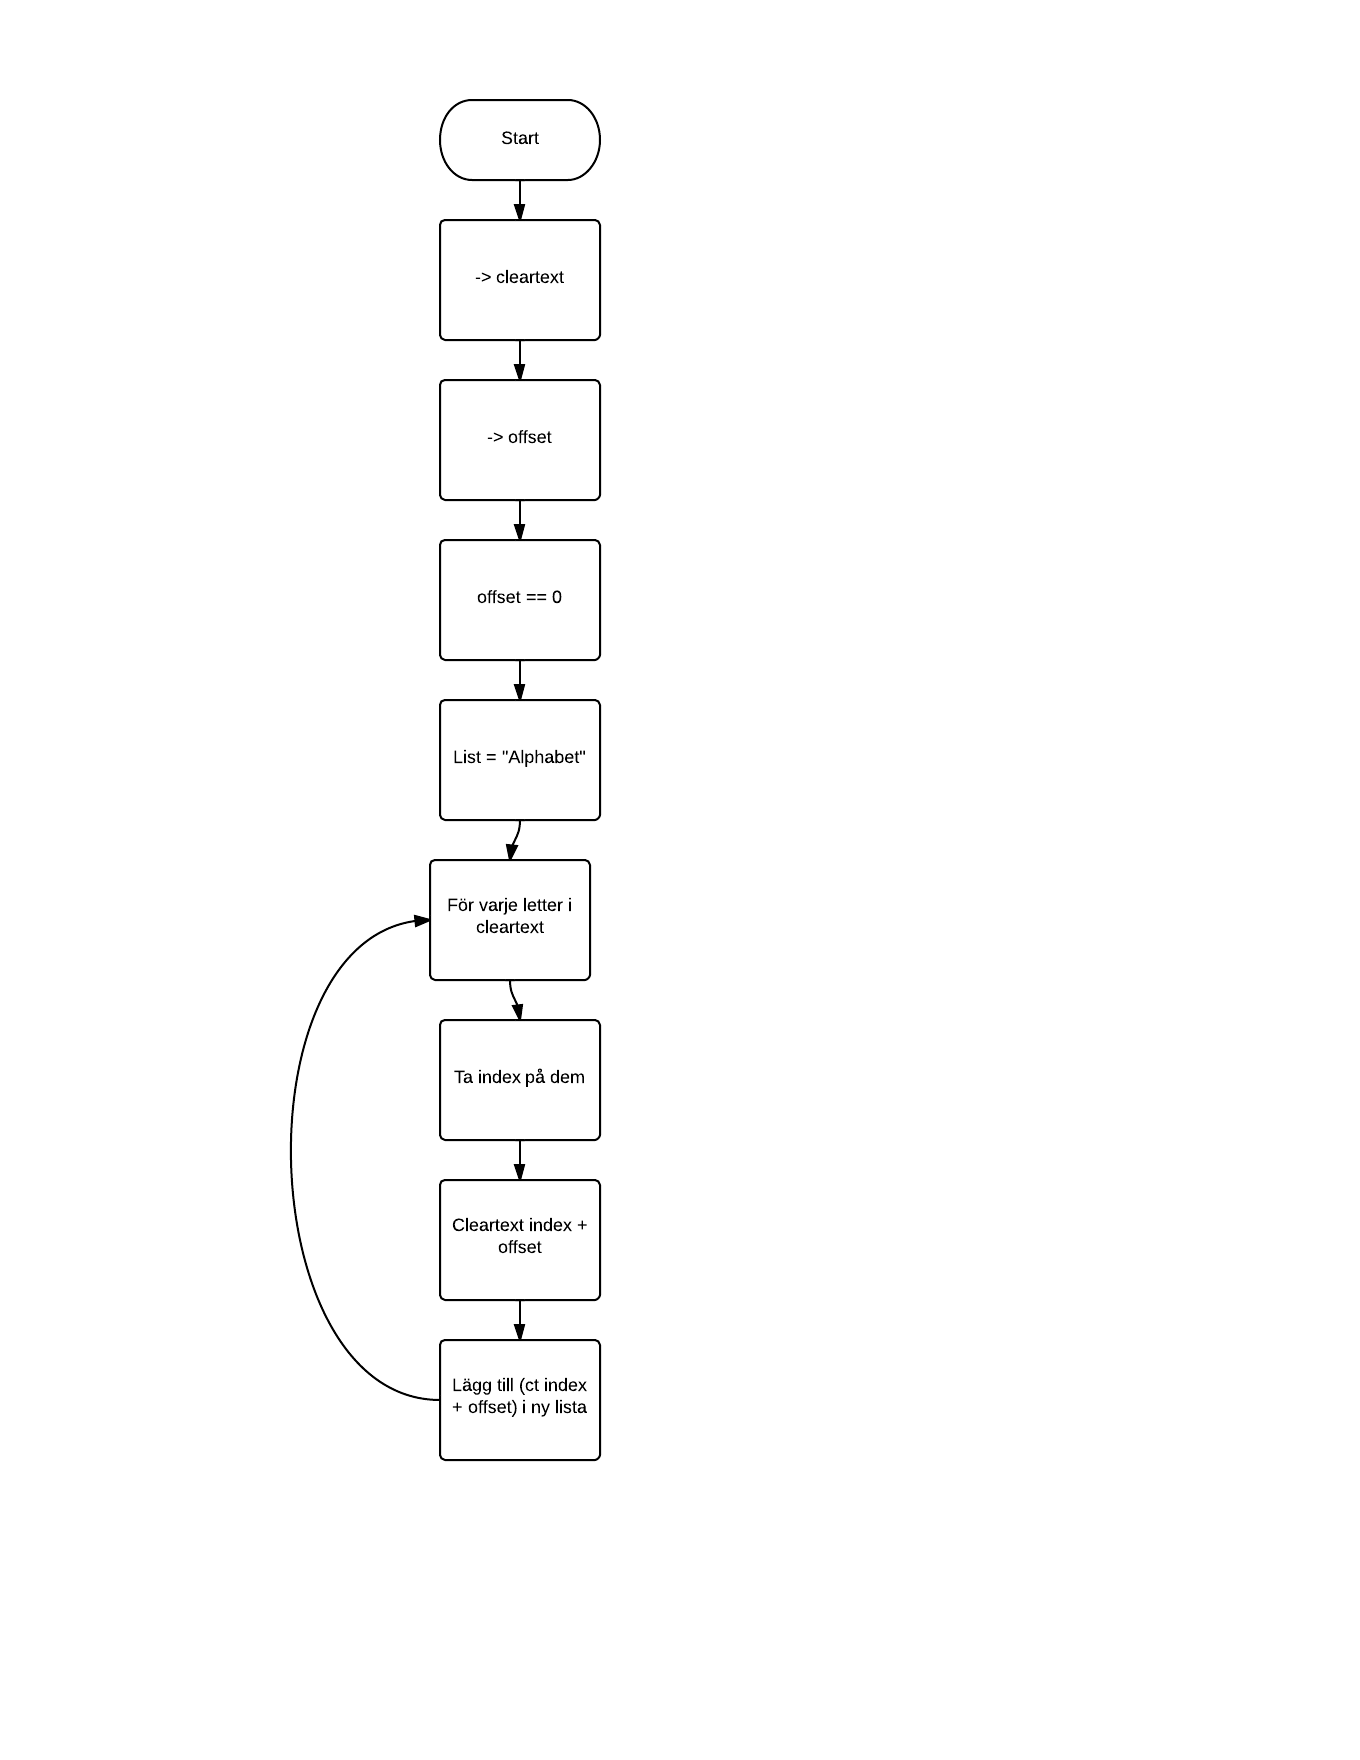 Start
-> cleartext
-> offset
offset == 0
List = "Alphabet"
För varje letter i
cleartext
Ta index på dem
Cleartext index +
offset
Lägg till (ct index
+ offset) i ny lista